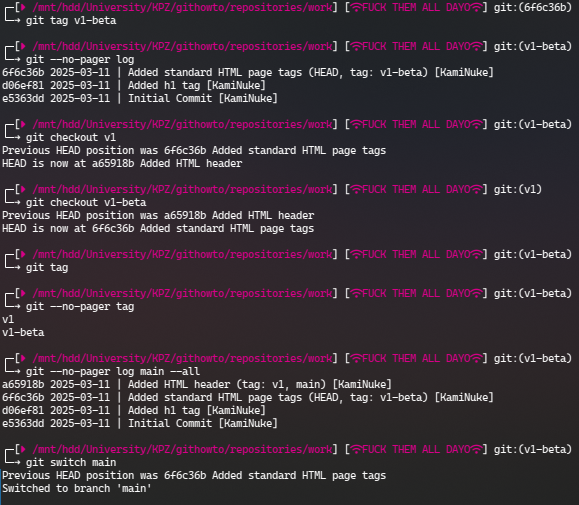 ┌─[⏵ /mnt/hdd/University/KPZ/githowto/repositories/work] [FUCK THEM ALL DAYO] git:(6f6c36b)
└─→ git tag v1-beta
┌─[⏵ /mnt/hdd/University/KPZ/githowto/repositories/work] [FUCK THEM ALL DAYO] git:(v1-beta)
└─→ git --no-pager log
6f6c36b 2025-03-11 | Added standard HTML page tags (HEAD, tag: v1-beta) [KamiNuke]
d06ef81 2025-03-11 | Added h1 tag [KamiNuke]
e5363dd 2025-03-11 | Initial Commit [KamiNuke]
┌─[⏵ /mnt/hdd/University/KPZ/githowto/repositories/work] [FUCK THEM ALL DAYO] git:(v1-beta)
└─→ git checkout v1
Previous HEAD position was 6f6c36b Added standard HTML page tags
HEAD is now at a65918b Added HTML header
┌─[⏵ /mnt/hdd/University/KPZ/githowto/repositories/work] [FUCK THEM ALL DAYO] git:(v1)
└─→ git checkout v1-beta
Previous HEAD position was a65918b Added HTML header
HEAD is now at 6f6c36b Added standard HTML page tags
┌─[⏵ /mnt/hdd/University/KPZ/githowto/repositories/work] [FUCK THEM ALL DAYO] git:(v1-beta)
└─→ git tag
┌─[⏵ /mnt/hdd/University/KPZ/githowto/repositories/work] [FUCK THEM ALL DAYO] git:(v1-beta)
└─→ git --no-pager tag
v1
v1-beta
┌─[⏵ /mnt/hdd/University/KPZ/githowto/repositories/work] [FUCK THEM ALL DAYO] git:(v1-beta)
└─→ git --no-pager log main --all
a65918b 2025-03-11 | Added HTML header (tag: v1, main) [KamiNuke]
6f6c36b 2025-03-11 | Added standard HTML page tags (HEAD, tag: v1-beta) [KamiNuke]
d06ef81 2025-03-11 | Added h1 tag [KamiNuke]
e5363dd 2025-03-11 | Initial Commit [KamiNuke]
┌─[⏵ /mnt/hdd/University/KPZ/githowto/repositories/work] [FUCK THEM ALL DAYO] git:(v1-beta)
└─→ git switch main
Previous HEAD position was 6f6c36b Added standard HTML page tags
Switched to branch 'main'